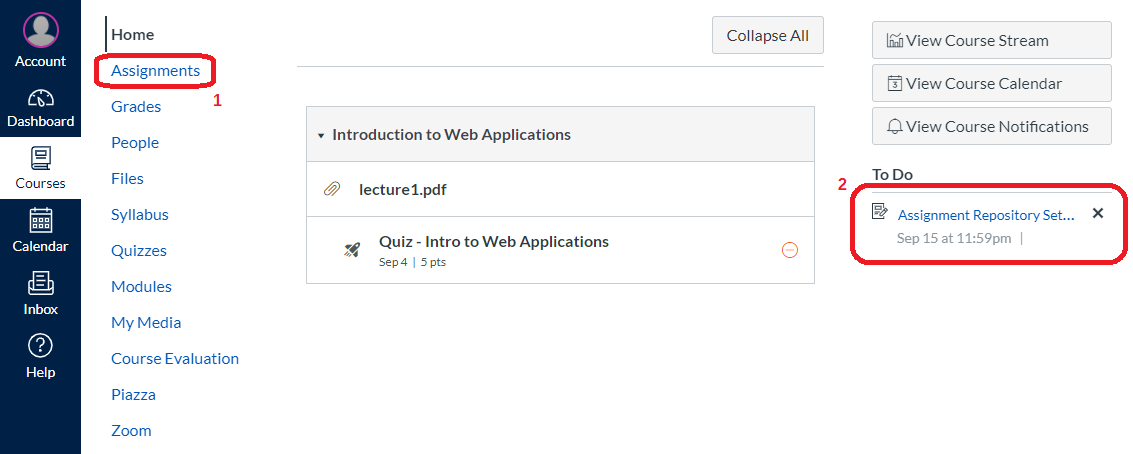 Account
Dashboard
Courses
Calendar
Inbox
Help
Home
Assignments
1
Grades
People
Files
Syllabus
Quizzes
Modules
My Media
Course Evaluation
Piazza
Zoom
Collapse All
Introduction to Web Applications
lecture1.pdf
Quiz - Intro to Web Applications
Sep 4 | 5 pts
View Course Stream
3 View Course Calendar
View Course Notifications
To Do
2
Assignment Repository Set...
Sep 15 at 11:59pm |